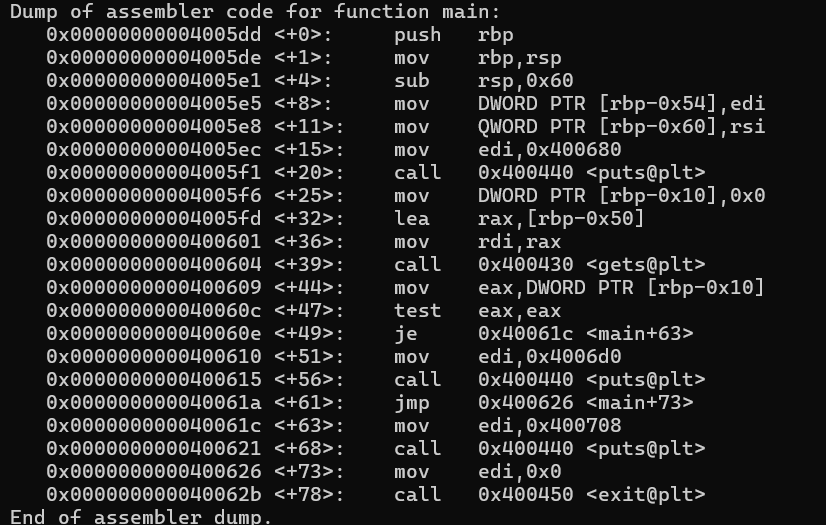 Dump of assembler code for function main:
   0x00000000004005dd <+0>:     push   rbp
   0x00000000004005de <+1>:     mov    rbp,rsp
   0x00000000004005e1 <+4>:     sub    rsp,0x60
   0x00000000004005e5 <+8>:     mov    DWORD PTR [rbp-0x54],edi
   0x00000000004005e8 <+11>:    mov    QWORD PTR [rbp-0x60],rsi
   0x00000000004005ec <+15>:    mov    edi,0x400680
   0x00000000004005f1 <+20>:    call   0x400440 <puts@plt>
   0x00000000004005f6 <+25>:    mov    DWORD PTR [rbp-0x10],0x0
   0x00000000004005fd <+32>:    lea    rax,[rbp-0x50]
   0x0000000000400601 <+36>:    mov    rdi,rax
   0x0000000000400604 <+39>:    call   0x400430 <gets@plt>
   0x0000000000400609 <+44>:    mov    eax,DWORD PTR [rbp-0x10]
   0x000000000040060c <+47>:    test   eax,eax
   0x000000000040060e <+49>:    je     0x40061c <main+63>
   0x0000000000400610 <+51>:    mov    edi,0x4006d0
   0x0000000000400615 <+56>:    call   0x400440 <puts@plt>
   0x000000000040061a <+61>:    jmp    0x400626 <main+73>
   0x000000000040061c <+63>:    mov    edi,0x400708
   0x0000000000400621 <+68>:    call   0x400440 <puts@plt>
   0x0000000000400626 <+73>:    mov    edi,0x0
   0x000000000040062b <+78>:    call   0x400450 <exit@plt>
End of assembler dump.